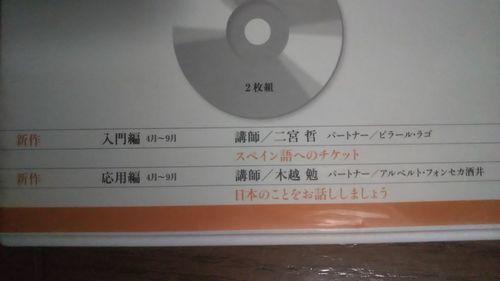 2枚組
新作 入門編 4月〜9月 講師／二宮 哲 パートナー／ピラール・ラゴ
スペイン語へのチケット
新作 応用編 4月〜9月 講師／木越 勉 パートナー／アルベルト・フォンセカ酒井
日本のことをお話ししましょう